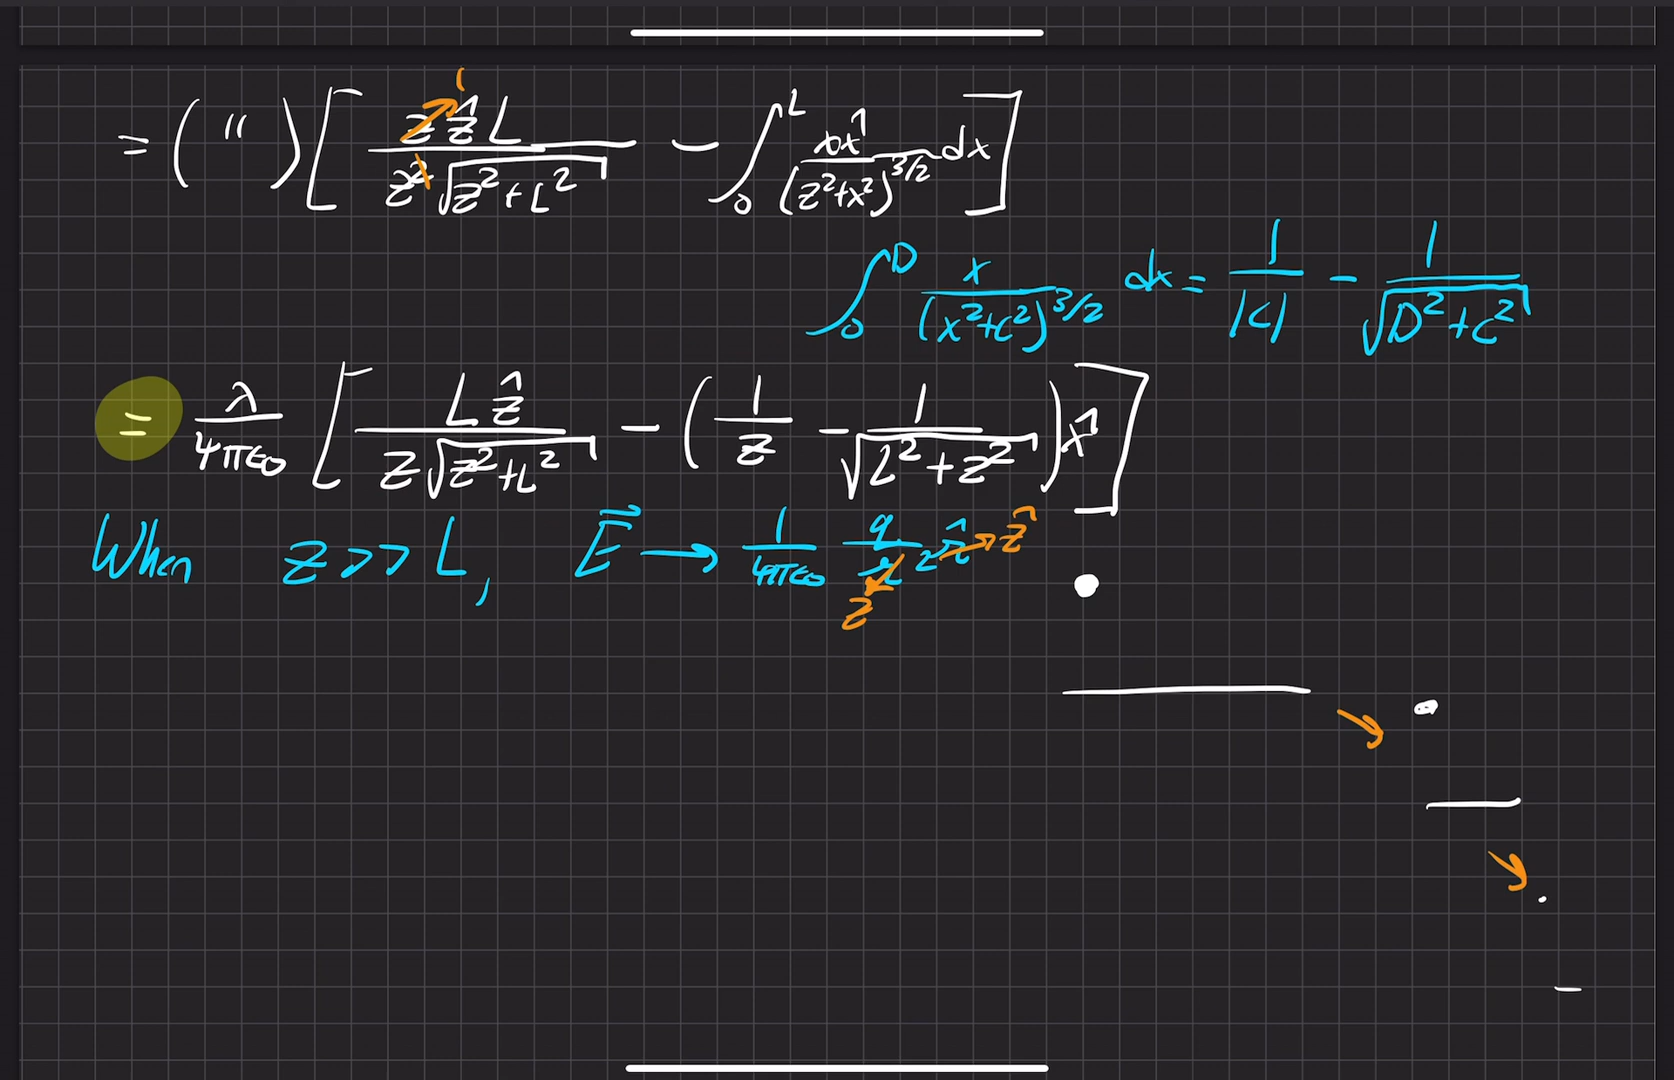 = ( " ) [ z ẑ L / z² √(z²+L²) − ∫₀ᴸ x x̂ / (z²+x²)^3/2 dx ]
∫₀ᴰ x / (x²+c²)^3/2 dx = 1/|c| − 1/√(D²+c²)
= λ/4πε₀ [ L ẑ / z √(z²+L²) − ( 1/z − 1/√(L²+z²) ) x̂ ]
When z >> L, E⃗ → 1/4πε₀ q/𝓇² 𝓇̂ → ẑ
z